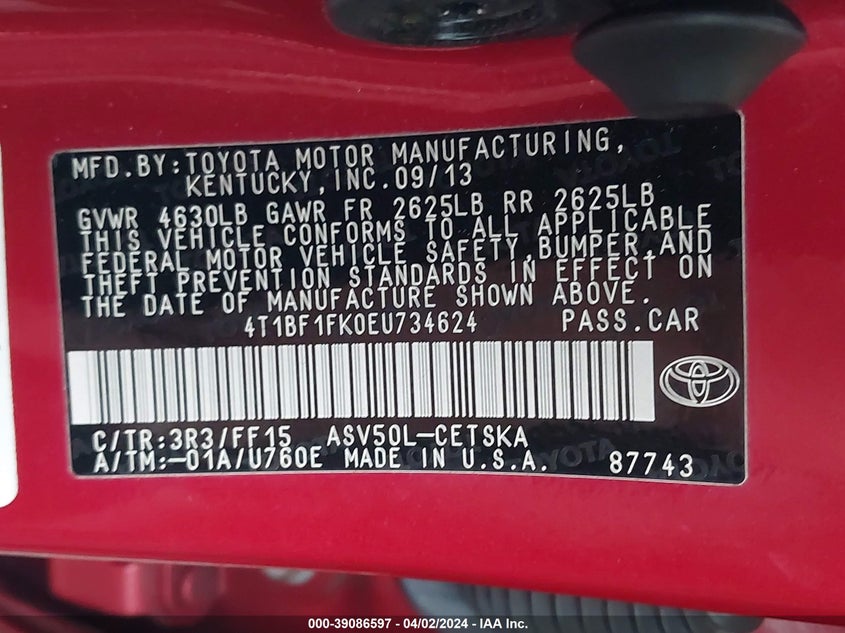 MFD.BY:TOYOTA MOTOR MANUFACTURING,
KENTUCKY,INC.09/13
GVWR 4630LB GAWR FR 2625LB RR 2625LB
THIS VEHICLE CONFORMS TO ALL APPLICABLE
FEDERAL MOTOR VEHICLE SAFETY,BUMPER,AND
THEFT PREVENTION STANDARDS IN EFFECT ON
THE DATE OF MANUFACTURE SHOWN ABOVE.
4T1BF1FK0EU734624 PASS.CAR
C/TR:3R3/FF15 ASV50L-CETSKA
A/TM:-01A/U760E MADE IN U.S.A. 87743
000-39086597 - 04/02/2024 - IAA Inc.